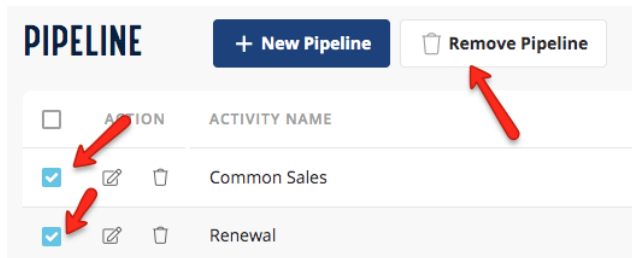 PIPELINE
+ New Pipeline
Remove Pipeline
ACTION ACTIVITY NAME
Common Sales
Renewal